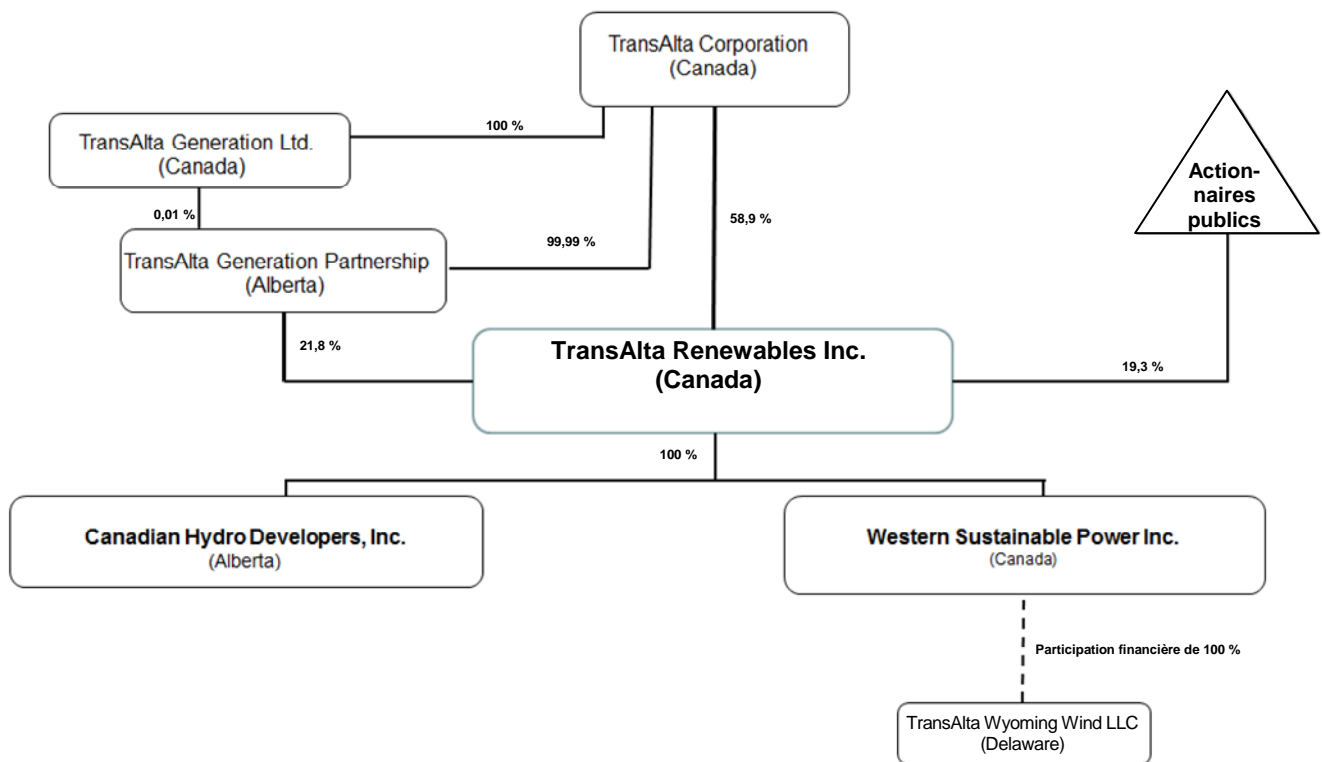 TransAlta Corporation
(Canada)
100 %
TransAlta Generation Ltd.
(Canada)
Action-
naires
publics
0,01 %
58,9 %
99,99 %
TransAlta Generation Partnership
(Alberta)
21,8 %
TransAlta Renewables Inc.
(Canada)
19,3 %
100 %
Canadian Hydro Developers, Inc.
(Alberta)
Western Sustainable Power Inc.
(Canada)
Participation financière de 100 %
TransAlta Wyoming Wind LLC
(Delaware)